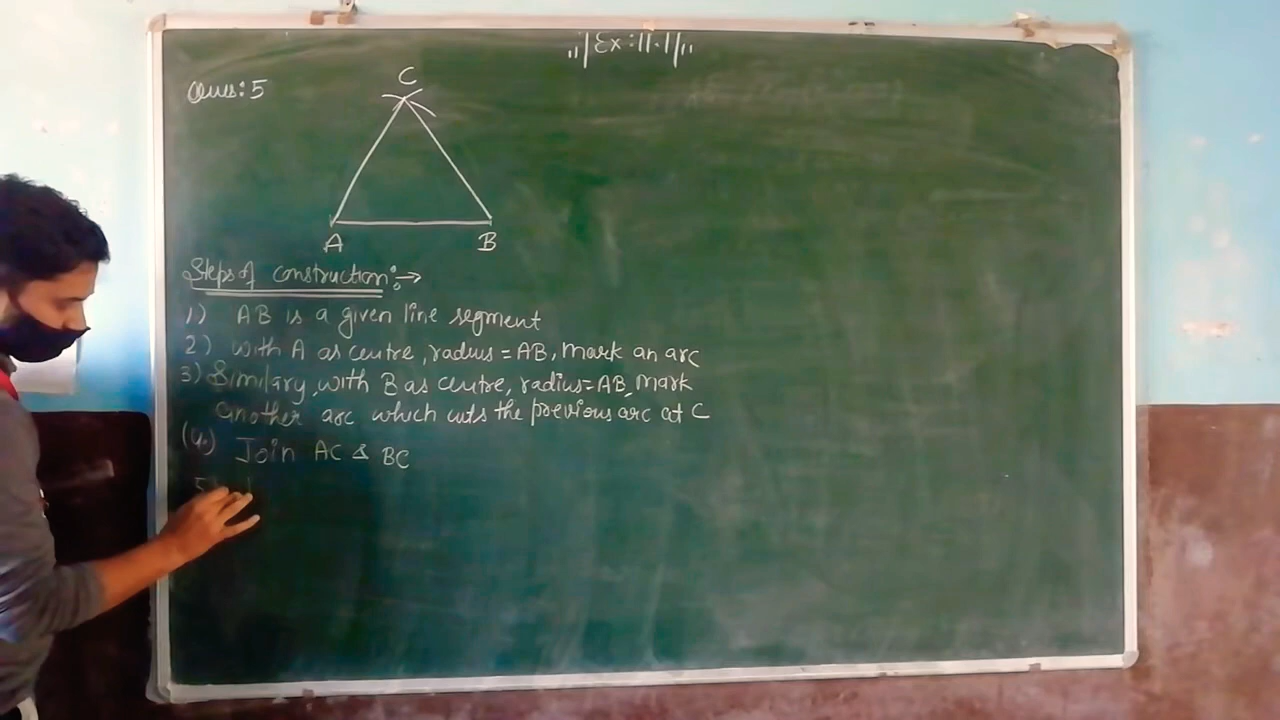 ,,|Ex:11.1|,,
Ques:5
C
A
B
Steps of construction:→
1) AB is a given line segment
2) with A as centre, radius = AB, mark an arc
3) Similary, with B as centre, radius = AB, mark
another arc which cuts the previous arc at C
(4.) Join AC & BC
5